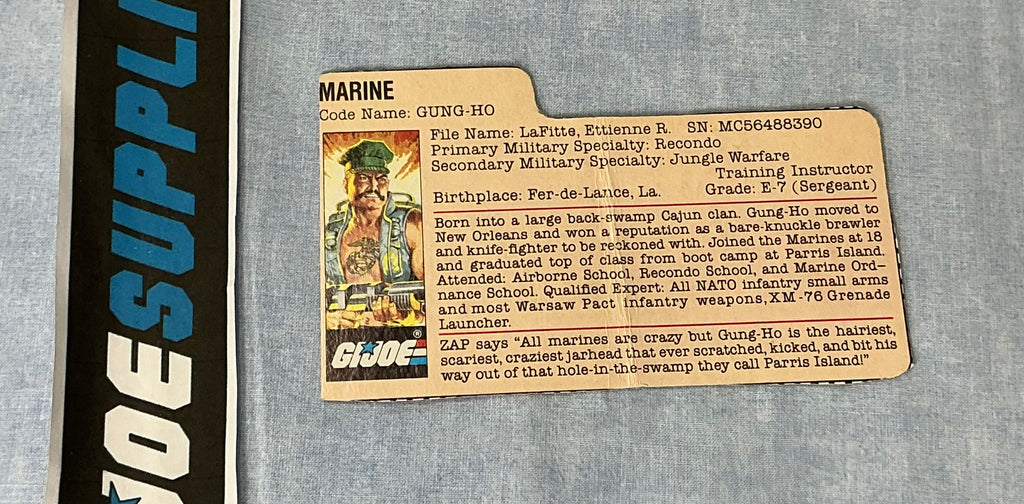 JOESUPPLI
MARINE
Code Name: GUNG-HO
File Name: LaFitte, Ettienne R. SN: MC56488390
Primary Military Specialty: Recondo
Secondary Military Specialty: Jungle Warfare
Training Instructor
Birthplace: Fer-de-Lance, La. Grade: E-7 (Sergeant)
Born into a large back-swamp Cajun clan. Gung-Ho moved to
New Orleans and won a reputation as a bare-knuckle brawler
and knife-fighter to be reckoned with. Joined the Marines at 18
and graduated top of class from boot camp at Parris Island.
Attended: Airborne School, Recondo School, and Marine Ord-
nance School. Qualified Expert: All NATO infantry small arms
and most Warsaw Pact infantry weapons, XM-76 Grenade
Launcher.
ZAP says "All marines are crazy but Gung-Ho is the hairiest,
scariest, craziest jarhead that ever scratched, kicked, and bit his
way out of that hole-in-the-swamp they call Parris Island!"
GI JOE®